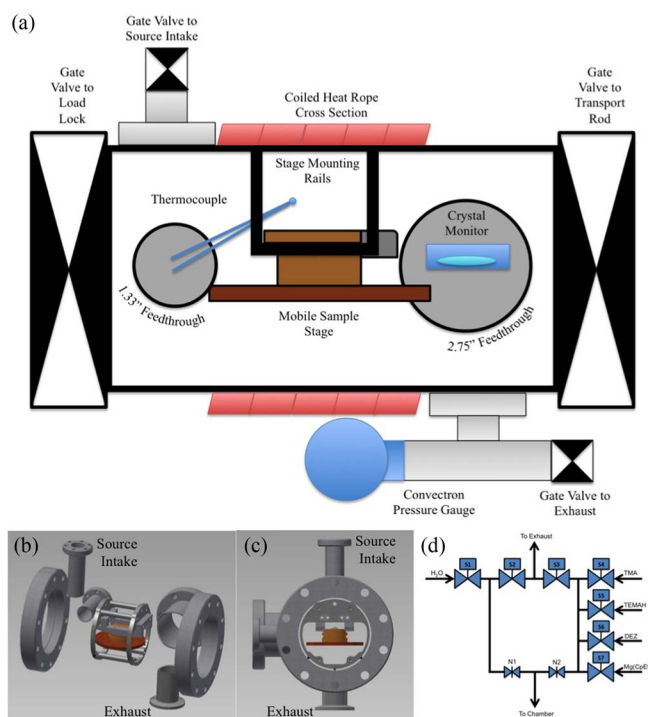 (a)
Gate Valve to
Source Intake
Gate
Valve to
Load
Lock
Coiled Heat Rope
Cross Section
Gate
Valve to
Transport
Rod
Stage Mounting
Rails
Thermocouple
Crystal
Monitor
1.33” Feedthrough
Mobile Sample
Stage
2.75” Feedthrough
Convectron
Pressure Gauge
Gate Valve to
Exhaust
(b)
Source
Intake
Exhaust
(c)
Source
Intake
Exhaust
(d)
To Exhaust
S1
S2
S3
S4
H₂O
TMA
S5
TEMAH
S6
DEZ
S7
Mg(CpE
N1
N2
To Chamber